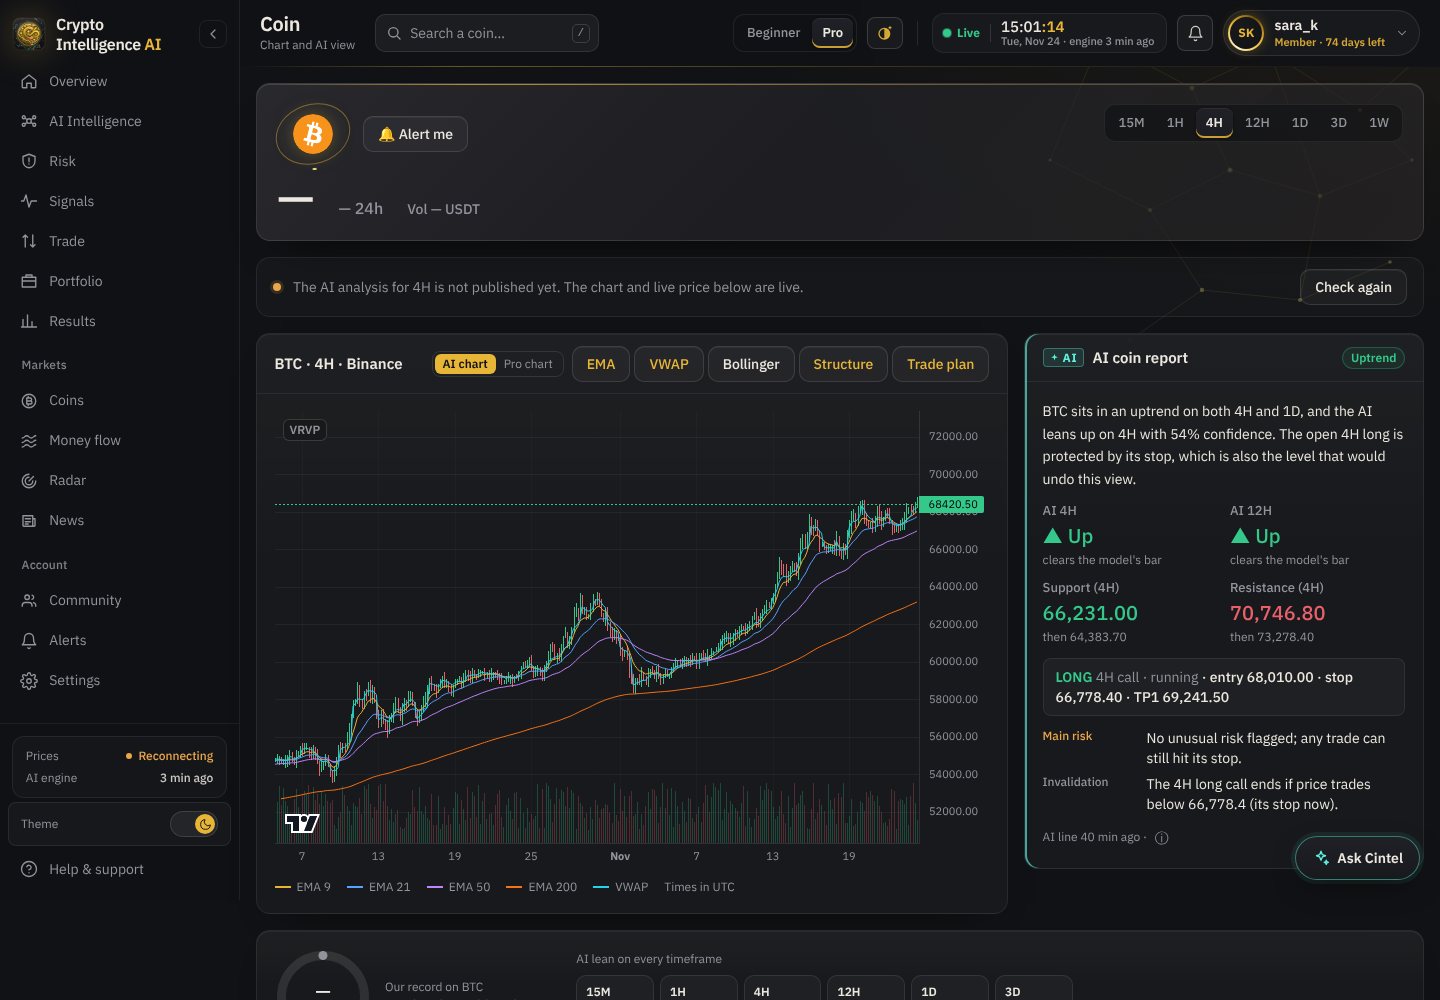 Crypto
Intelligence AI
Overview
AI Intelligence
Risk
Signals
Trade
Portfolio
Results
Markets
Coins
Money flow
Radar
News
Account
Community
Alerts
Settings
Prices Reconnecting
AI engine 3 min ago
Theme
Help & support
Coin
Chart and AI view
Search a coin... /
Beginner Pro
Live
15:01:14
Tue, Nov 24 · engine 3 min ago
SK
sara_k
Member · 74 days left
Alert me
15M 1H 4H 12H 1D 3D 1W
— — 24h Vol — USDT
The AI analysis for 4H is not published yet. The chart and live price below are live.
Check again
BTC · 4H · Binance
AI chart Pro chart
EMA VWAP Bollinger Structure Trade plan
VRVP
72000.00
70000.00
68420.50
66000.00
64000.00
62000.00
60000.00
58000.00
56000.00
54000.00
52000.00
7 13 19 25 Nov 7 13 19
EMA 9 EMA 21 EMA 50 EMA 200 VWAP Times in UTC
AI AI coin report Uptrend
BTC sits in an uptrend on both 4H and 1D, and the AI
leans up on 4H with 54% confidence. The open 4H long is
protected by its stop, which is also the level that would
undo this view.
AI 4H AI 12H
▲ Up ▲ Up
clears the model's bar clears the model's bar
Support (4H) Resistance (4H)
66,231.00 70,746.80
then 64,383.70 then 73,278.40
LONG 4H call · running · entry 68,010.00 · stop
66,778.40 · TP1 69,241.50
Main risk No unusual risk flagged; any trade can
still hit its stop.
Invalidation The 4H long call ends if price trades
below 66,778.4 (its stop now).
AI line 40 min ago ·
Ask Cintel
—
Our record on BTC
AI lean on every timeframe
15M 1H 4H 12H 1D 3D